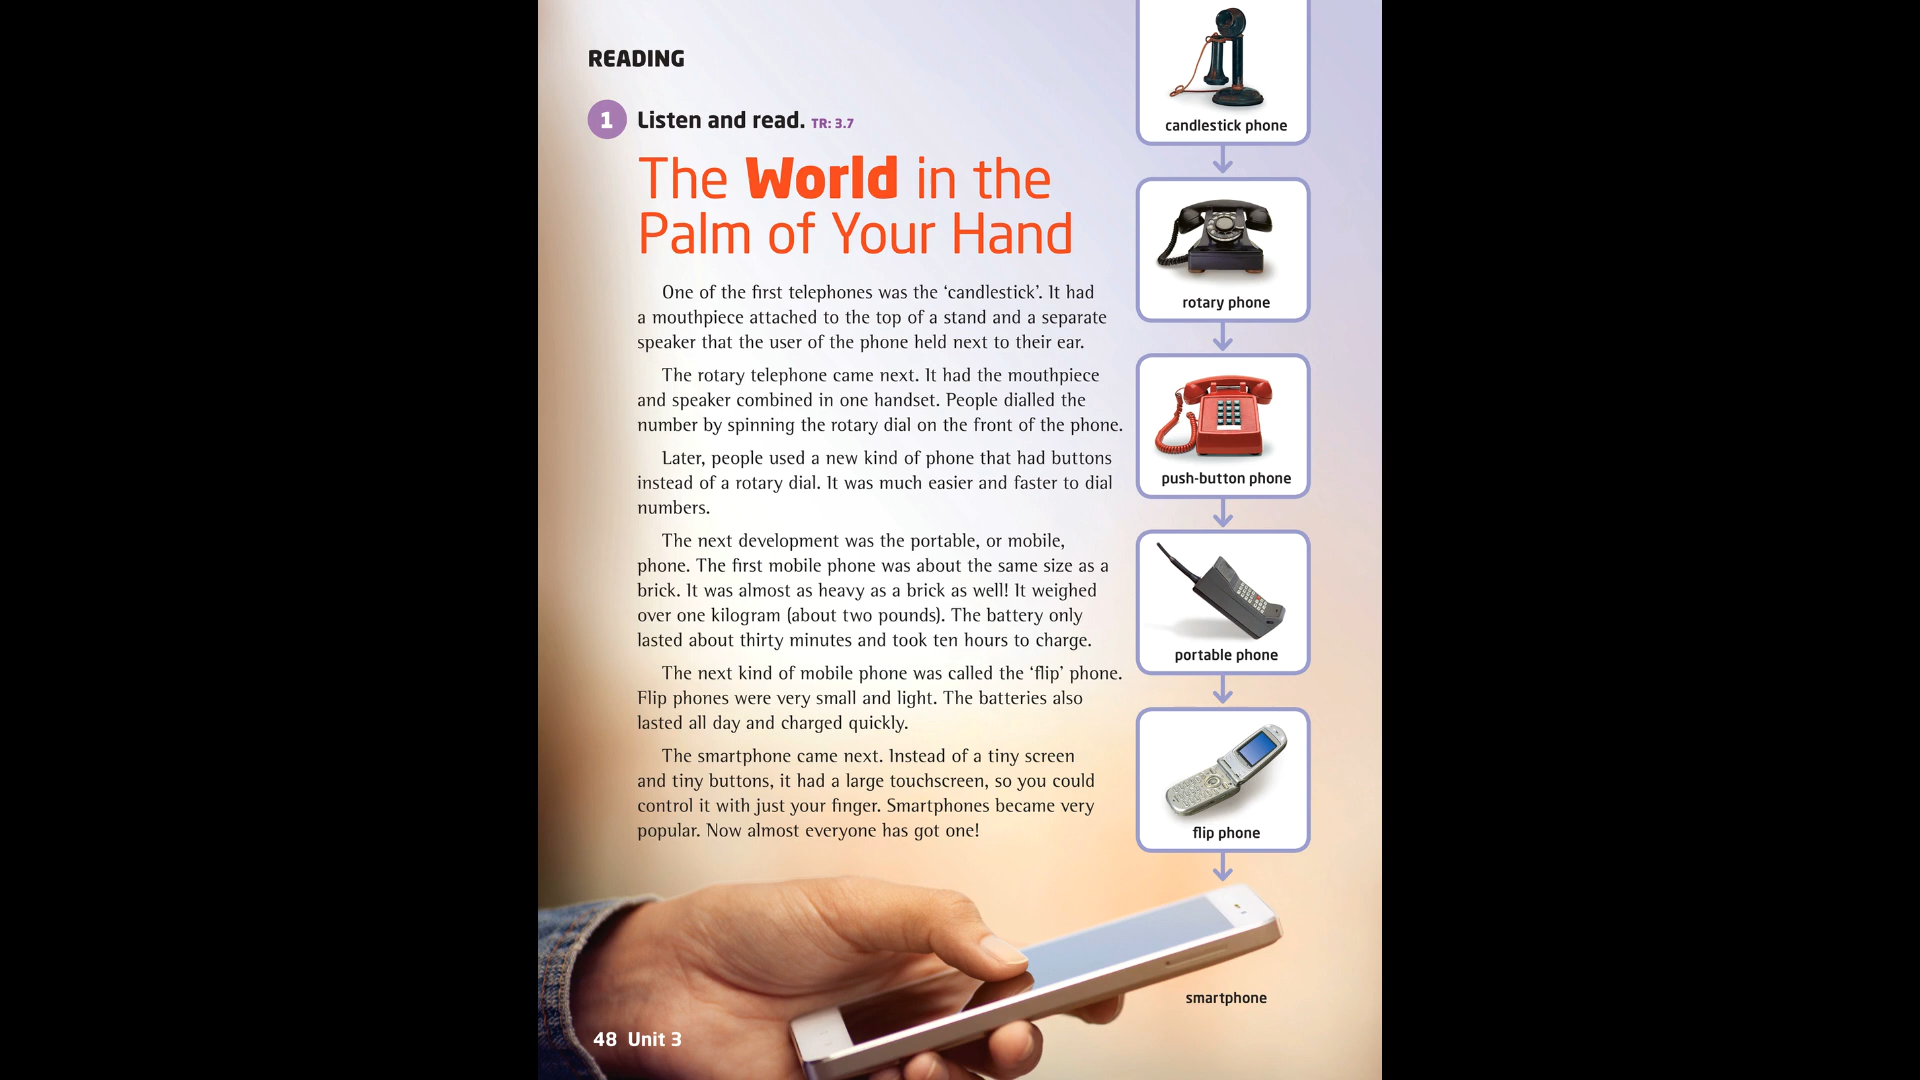 READING
1 Listen and read. TR: 3.7
The World in the
Palm of Your Hand
One of the first telephones was the ‘candlestick’. It had
a mouthpiece attached to the top of a stand and a separate
speaker that the user of the phone held next to their ear.
The rotary telephone came next. It had the mouthpiece
and speaker combined in one handset. People dialled the
number by spinning the rotary dial on the front of the phone.
Later, people used a new kind of phone that had buttons
instead of a rotary dial. It was much easier and faster to dial
numbers.
The next development was the portable, or mobile,
phone. The first mobile phone was about the same size as a
brick. It was almost as heavy as a brick as well! It weighed
over one kilogram (about two pounds). The battery only
lasted about thirty minutes and took ten hours to charge.
The next kind of mobile phone was called the ‘flip’ phone.
Flip phones were very small and light. The batteries also
lasted all day and charged quickly.
The smartphone came next. Instead of a tiny screen
and tiny buttons, it had a large touchscreen, so you could
control it with just your finger. Smartphones became very
popular. Now almost everyone has got one!
candlestick phone
rotary phone
push-button phone
portable phone
flip phone
smartphone
48 Unit 3